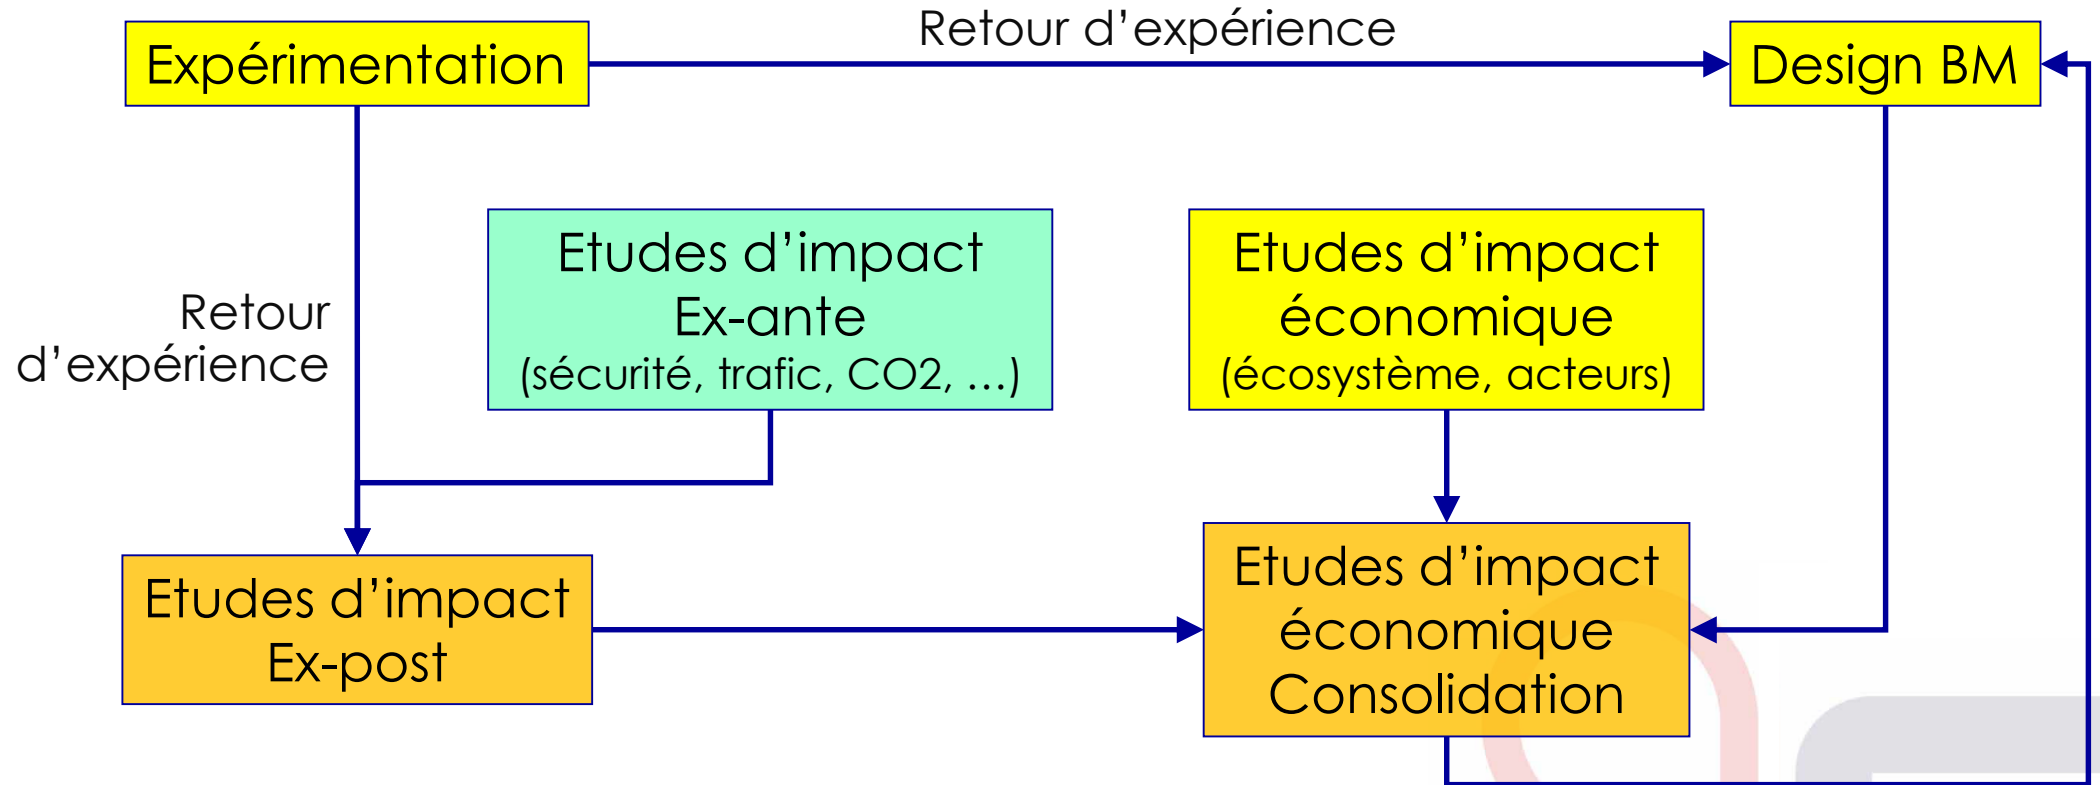 Retour d’expérience
Expérimentation
Design BM
Etudes d’impact
Ex-ante
(sécurité, trafic, CO2, …)
Etudes d’impact
économique
(écosystème, acteurs)
Retour
d’expérience
Etudes d’impact
Ex-post
Etudes d’impact
économique
Consolidation